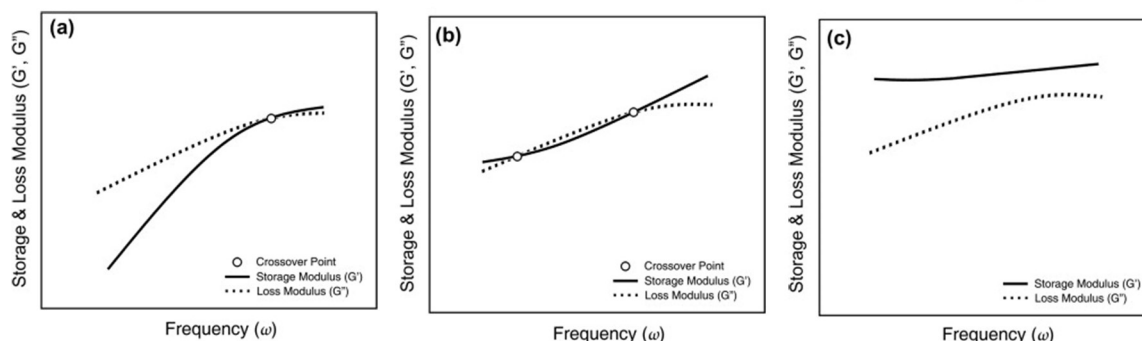 (a)
Storage & Loss Modulus (G’, G”)
Crossover Point
Storage Modulus (G’)
Loss Modulus (G”)
Frequency (ω)
(b)
Storage & Loss Modulus (G’, G”)
Crossover Point
Storage Modulus (G’)
Loss Modulus (G”)
Frequency (ω)
(c)
Storage & Loss Modulus (G’, G”)
Storage Modulus (G’)
Loss Modulus (G”)
Frequency (ω)